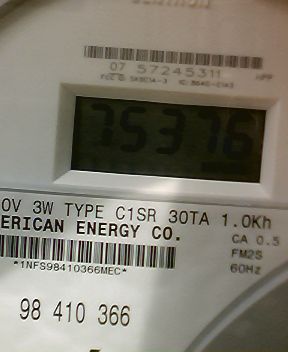 07 57245311
75376
0V 3W TYPE C1SR 30TA 1.0Kh
ERICAN ENERGY CO.
CA 0.5
FM2S
*1NFS98410366MEC*
60Hz
98 410 366